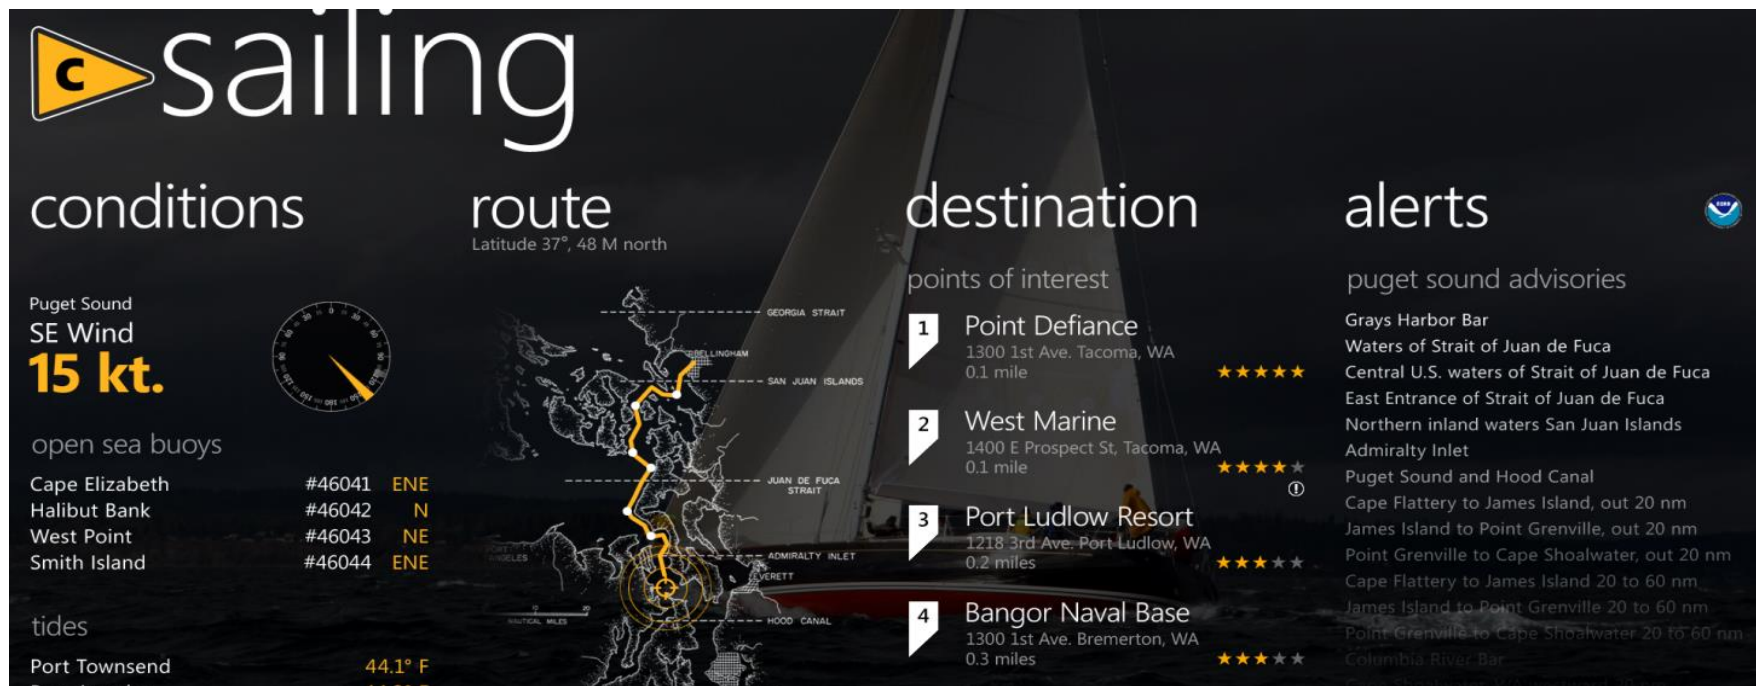 C
sailing
conditions
Puget Sound
SE Wind
15 kt.
open sea buoys
Cape Elizabeth #46041 ENE
Halibut Bank #46042 N
West Point #46043 NE
Smith Island #46044 ENE
tides
Port Townsend 44.1° F
route
Latitude 37°, 48 M north
GEORGIA STRAIT
BELLINGHAM
SAN JUAN ISLANDS
JUAN DE FUCA
STRAIT
PORT
ANGELES
ADMIRALTY INLET
EVERETT
10 20
NAUTICAL MILES
HOOD CANAL
destination
points of interest
1 Point Defiance
1300 1st Ave. Tacoma, WA
0.1 mile
2 West Marine
1400 E Prospect St, Tacoma, WA
0.1 mile
3 Port Ludlow Resort
1218 3rd Ave. Port Ludlow, WA
0.2 miles
4 Bangor Naval Base
1300 1st Ave. Bremerton, WA
0.3 miles
alerts
puget sound advisories
Grays Harbor Bar
Waters of Strait of Juan de Fuca
Central U.S. waters of Strait of Juan de Fuca
East Entrance of Strait of Juan de Fuca
Northern inland waters San Juan Islands
Admiralty Inlet
Puget Sound and Hood Canal
Cape Flattery to James Island, out 20 nm
James Island to Point Grenville, out 20 nm
Point Grenville to Cape Shoalwater, out 20 nm
Cape Flattery to James Island 20 to 60 nm
James Island to Point Grenville 20 to 60 nm
Point Grenville to Cape Shoalwater 20 to 60 nm
Columbia River Bar